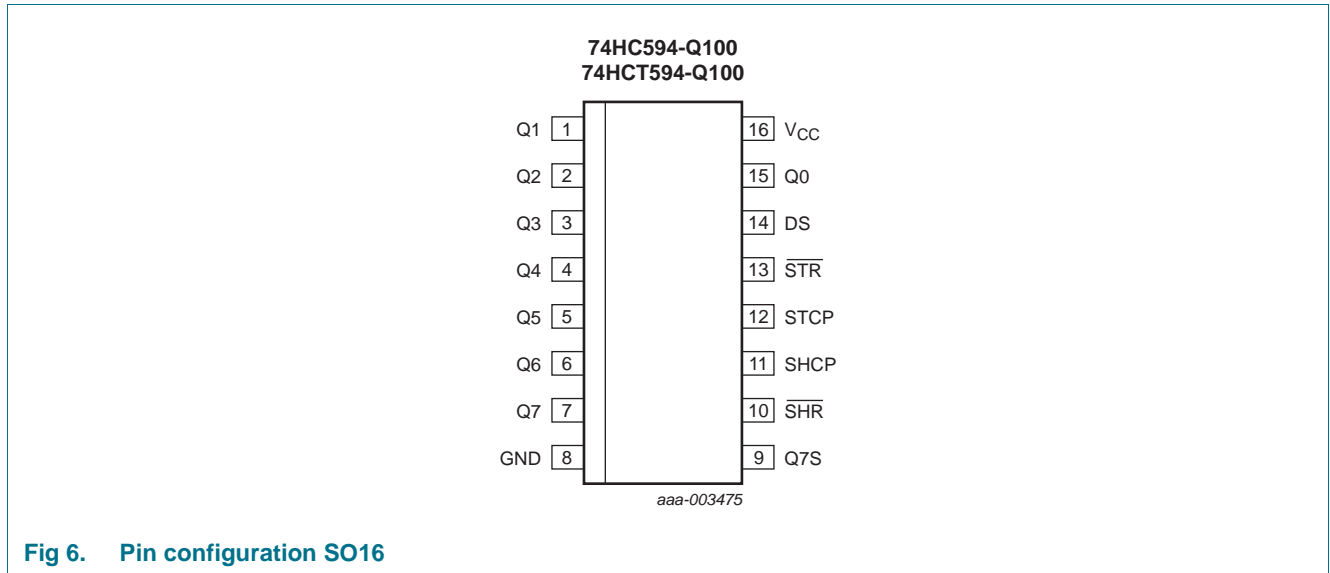 74HC594-Q100
74HCT594-Q100
Q1 1 16 VCC
Q2 2 15 Q0
Q3 3 14 DS
Q4 4 13 STR
Q5 5 12 STCP
Q6 6 11 SHCP
Q7 7 10 SHR
GND 8 9 Q7S
aaa-003475
Fig 6. Pin configuration SO16